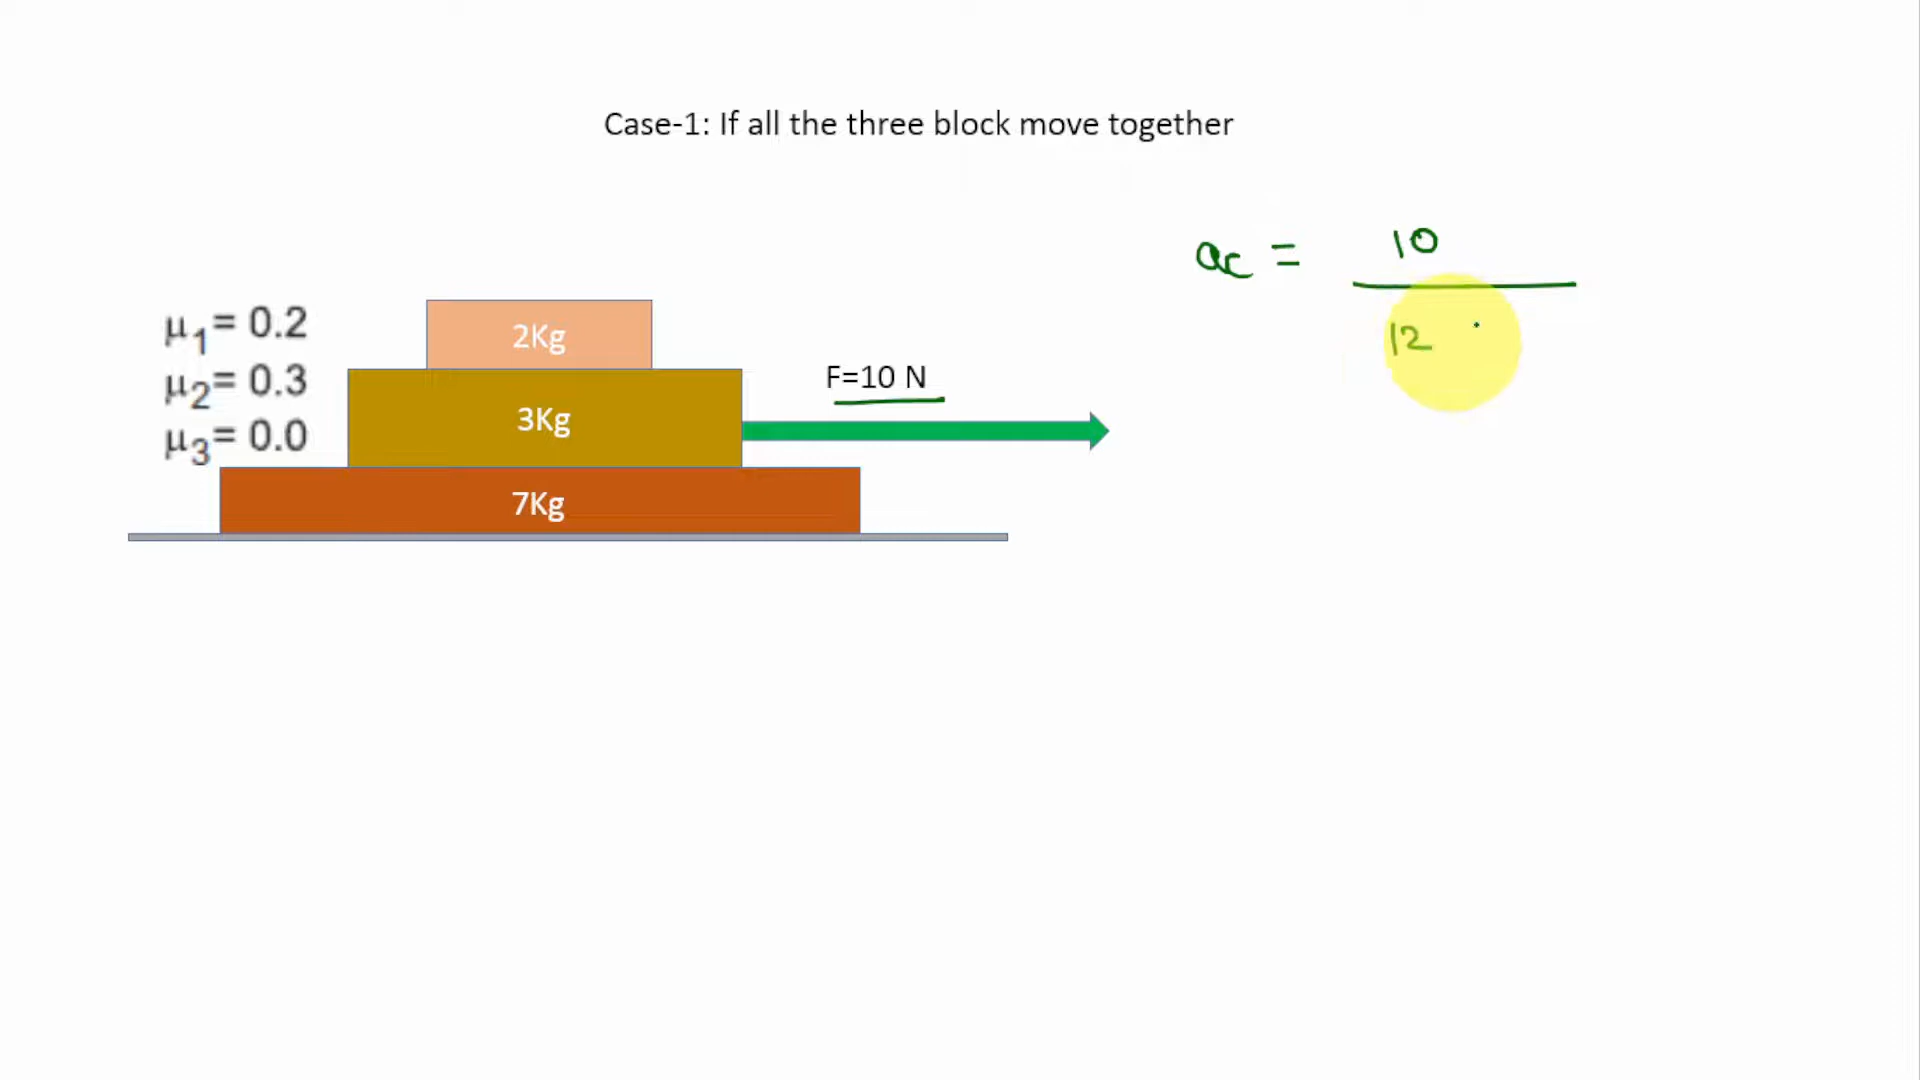 Case-1: If all the three block move together
ac = 10
12
μ1= 0.2
2Kg
F=10 N
μ2= 0.3
3Kg
μ3= 0.0
7Kg